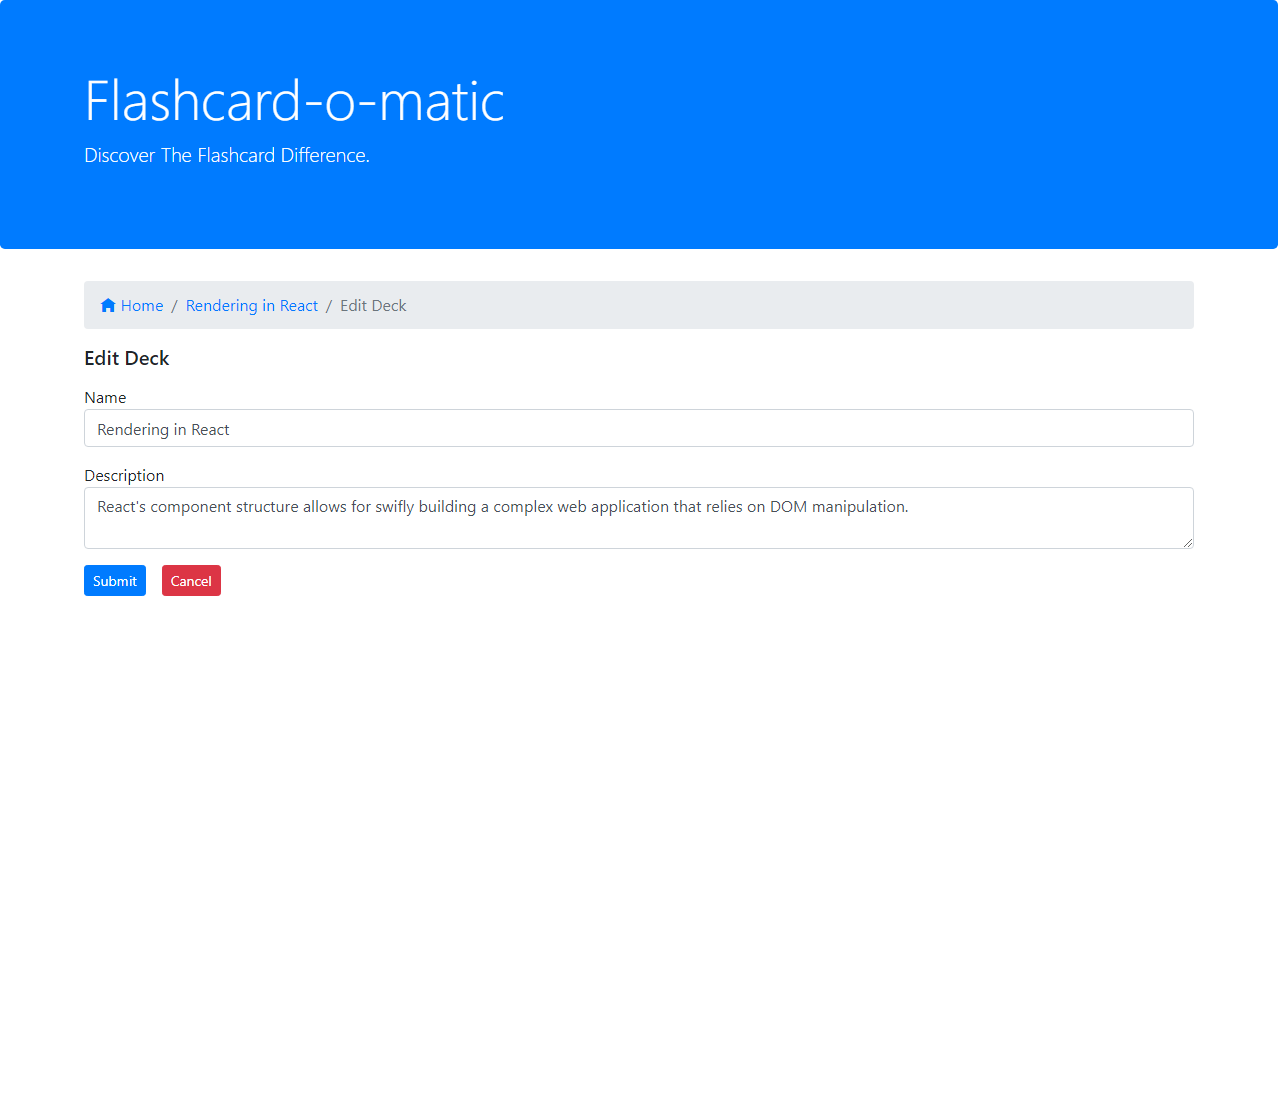 Flashcard-o-matic
Discover The Flashcard Difference.
Home / Rendering in React / Edit Deck
Edit Deck
Name
Rendering in React
Description
React's component structure allows for swifly building a complex web application that relies on DOM manipulation.
Submit Cancel